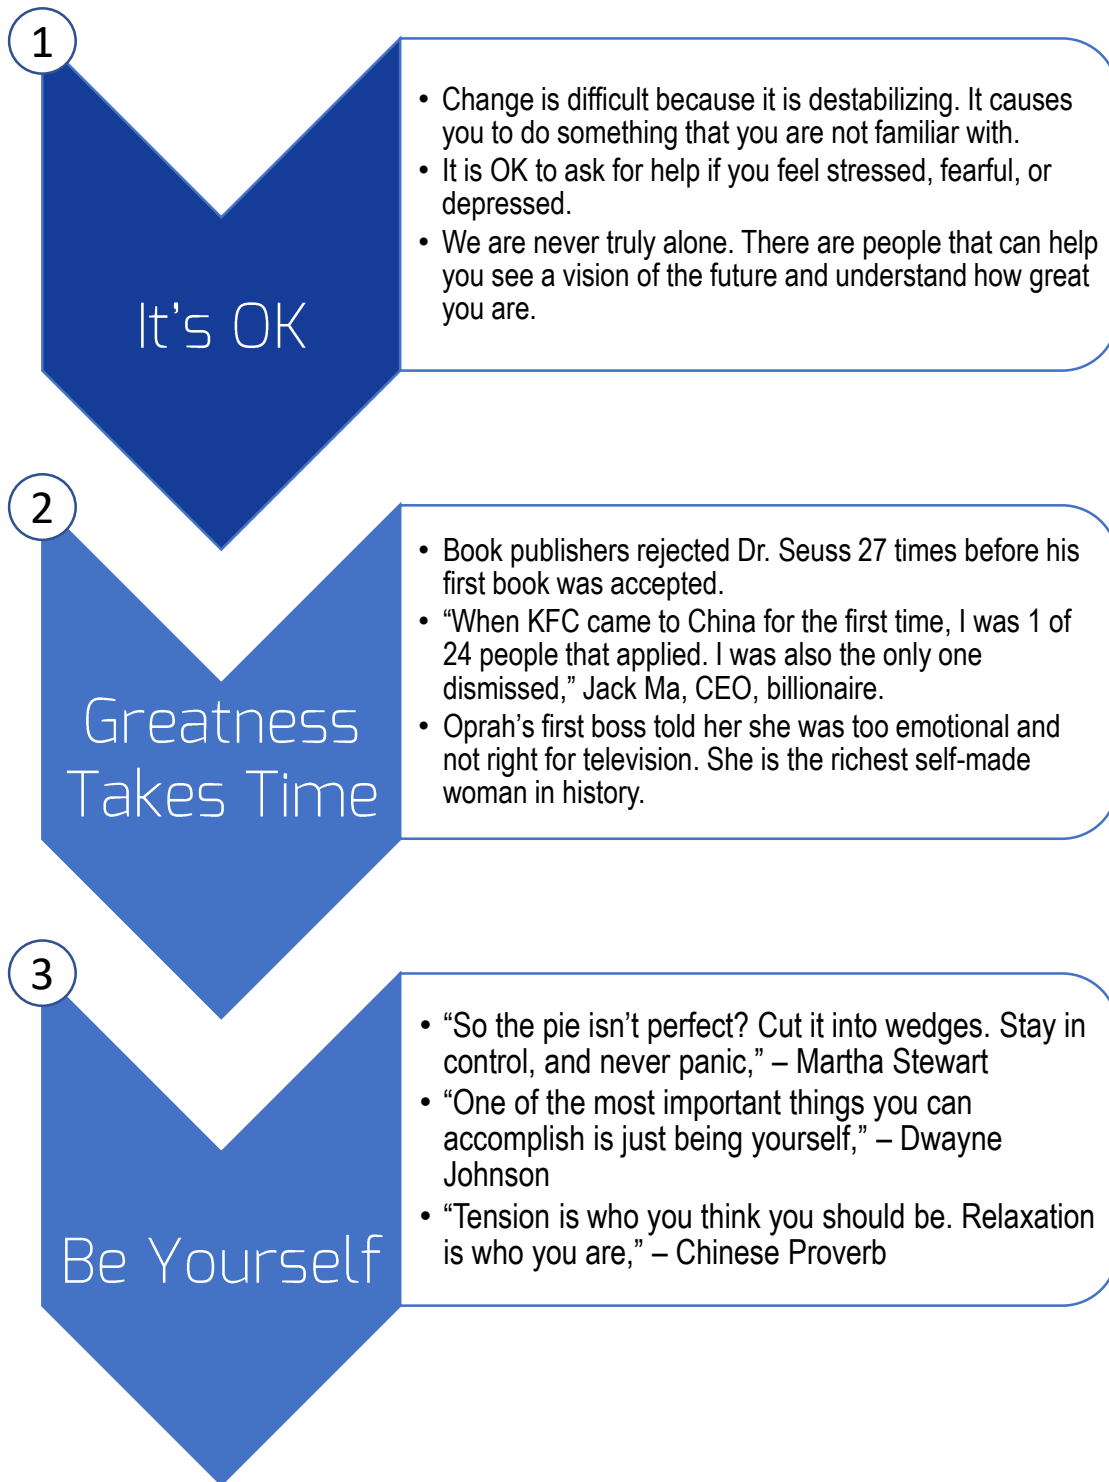 1
It’s OK
• Change is difficult because it is destabilizing. It causes
you to do something that you are not familiar with.
• It is OK to ask for help if you feel stressed, fearful, or
depressed.
• We are never truly alone. There are people that can help
you see a vision of the future and understand how great
you are.
2
Greatness
Takes Time
• Book publishers rejected Dr. Seuss 27 times before his
first book was accepted.
• “When KFC came to China for the first time, I was 1 of
24 people that applied. I was also the only one
dismissed,” Jack Ma, CEO, billionaire.
• Oprah’s first boss told her she was too emotional and
not right for television. She is the richest self-made
woman in history.
3
Be Yourself
• “So the pie isn’t perfect? Cut it into wedges. Stay in
control, and never panic,” – Martha Stewart
• “One of the most important things you can
accomplish is just being yourself,” – Dwayne
Johnson
• “Tension is who you think you should be. Relaxation
is who you are,” – Chinese Proverb